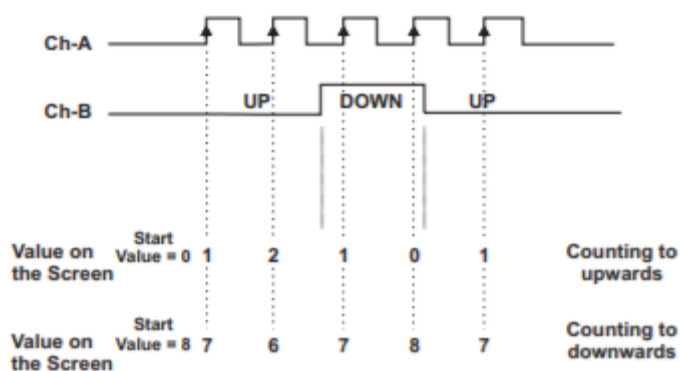 Ch-A
Ch-B
UP DOWN UP
Value on the Screen
Start Value = 0
1 2 1 0 1
Counting to upwards
Value on the Screen
Start Value = 8
7 6 7 8 7
Counting to downwards